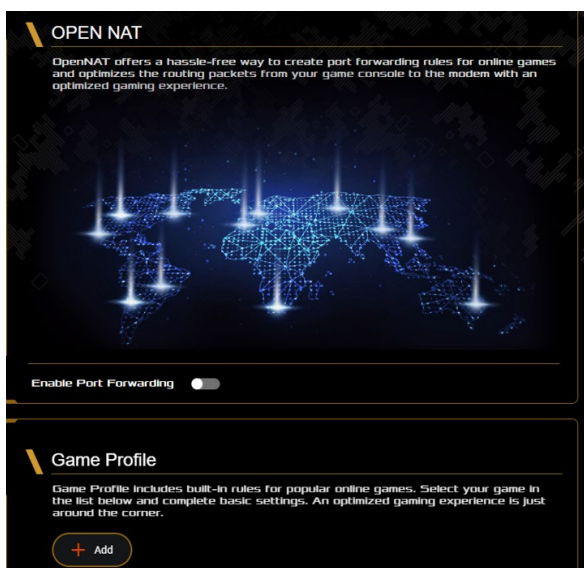 OPEN NAT
OpenNAT offers a hassle-free way to create port forwarding rules for online games
and optimizes the routing packets from your game console to the modem with an
optimized gaming experience.
Enable Port Forwarding
Game Profile
Game Profile includes built-in rules for popular online games. Select your game in
the list below and complete basic settings. An optimized gaming experience is just
around the corner.
+ Add